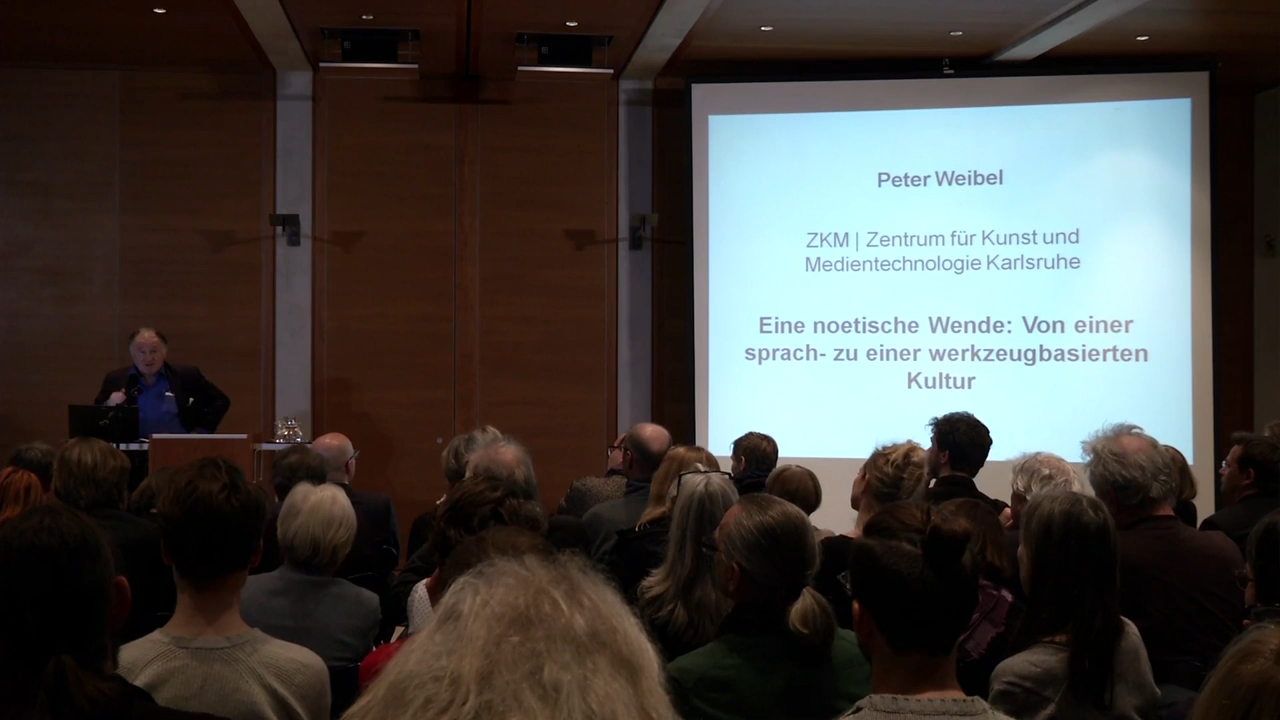 Peter Weibel
ZKM | Zentrum für Kunst und
Medientechnologie Karlsruhe
Eine noetische Wende: Von einer
sprach- zu einer werkzeugbasierten
Kultur